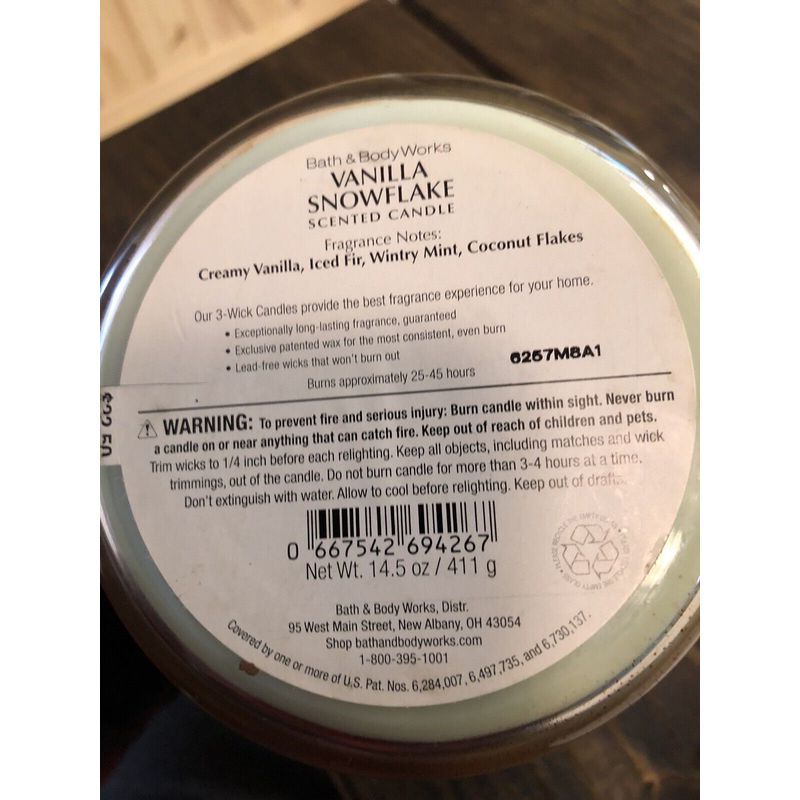 Bath & Body Works
VANILLA
SNOWFLAKE
SCENTED CANDLE
Fragrance Notes:
Creamy Vanilla, Iced Fir, Wintry Mint, Coconut Flakes
Our 3-Wick Candles provide the best fragrance experience for your home.
• Exceptionally long-lasting fragrance, guaranteed
• Exclusive patented wax for the most consistent, even burn
• Lead-free wicks that won't burn out
6257M8A1
Burns approximately 25-45 hours
$22.50
WARNING: To prevent fire and serious injury: Burn candle within sight. Never burn
a candle on or near anything that can catch fire. Keep out of reach of children and pets.
Trim wicks to 1/4 inch before each relighting. Keep all objects, including matches and wick
trimmings, out of the candle. Do not burn candle for more than 3-4 hours at a time.
Don't extinguish with water. Allow to cool before relighting. Keep out of drafts.
0 667542 694267
Net Wt. 14.5 oz / 411 g
Bath & Body Works, Distr.
95 West Main Street, New Albany, OH 43054
Shop bathandbodyworks.com
1-800-395-1001
Covered by one or more of U.S. Pat. Nos. 6,284,007, 6,497,735, and 6,730,137.
• PLEASE RECYCLE THE EMPTY GLASS